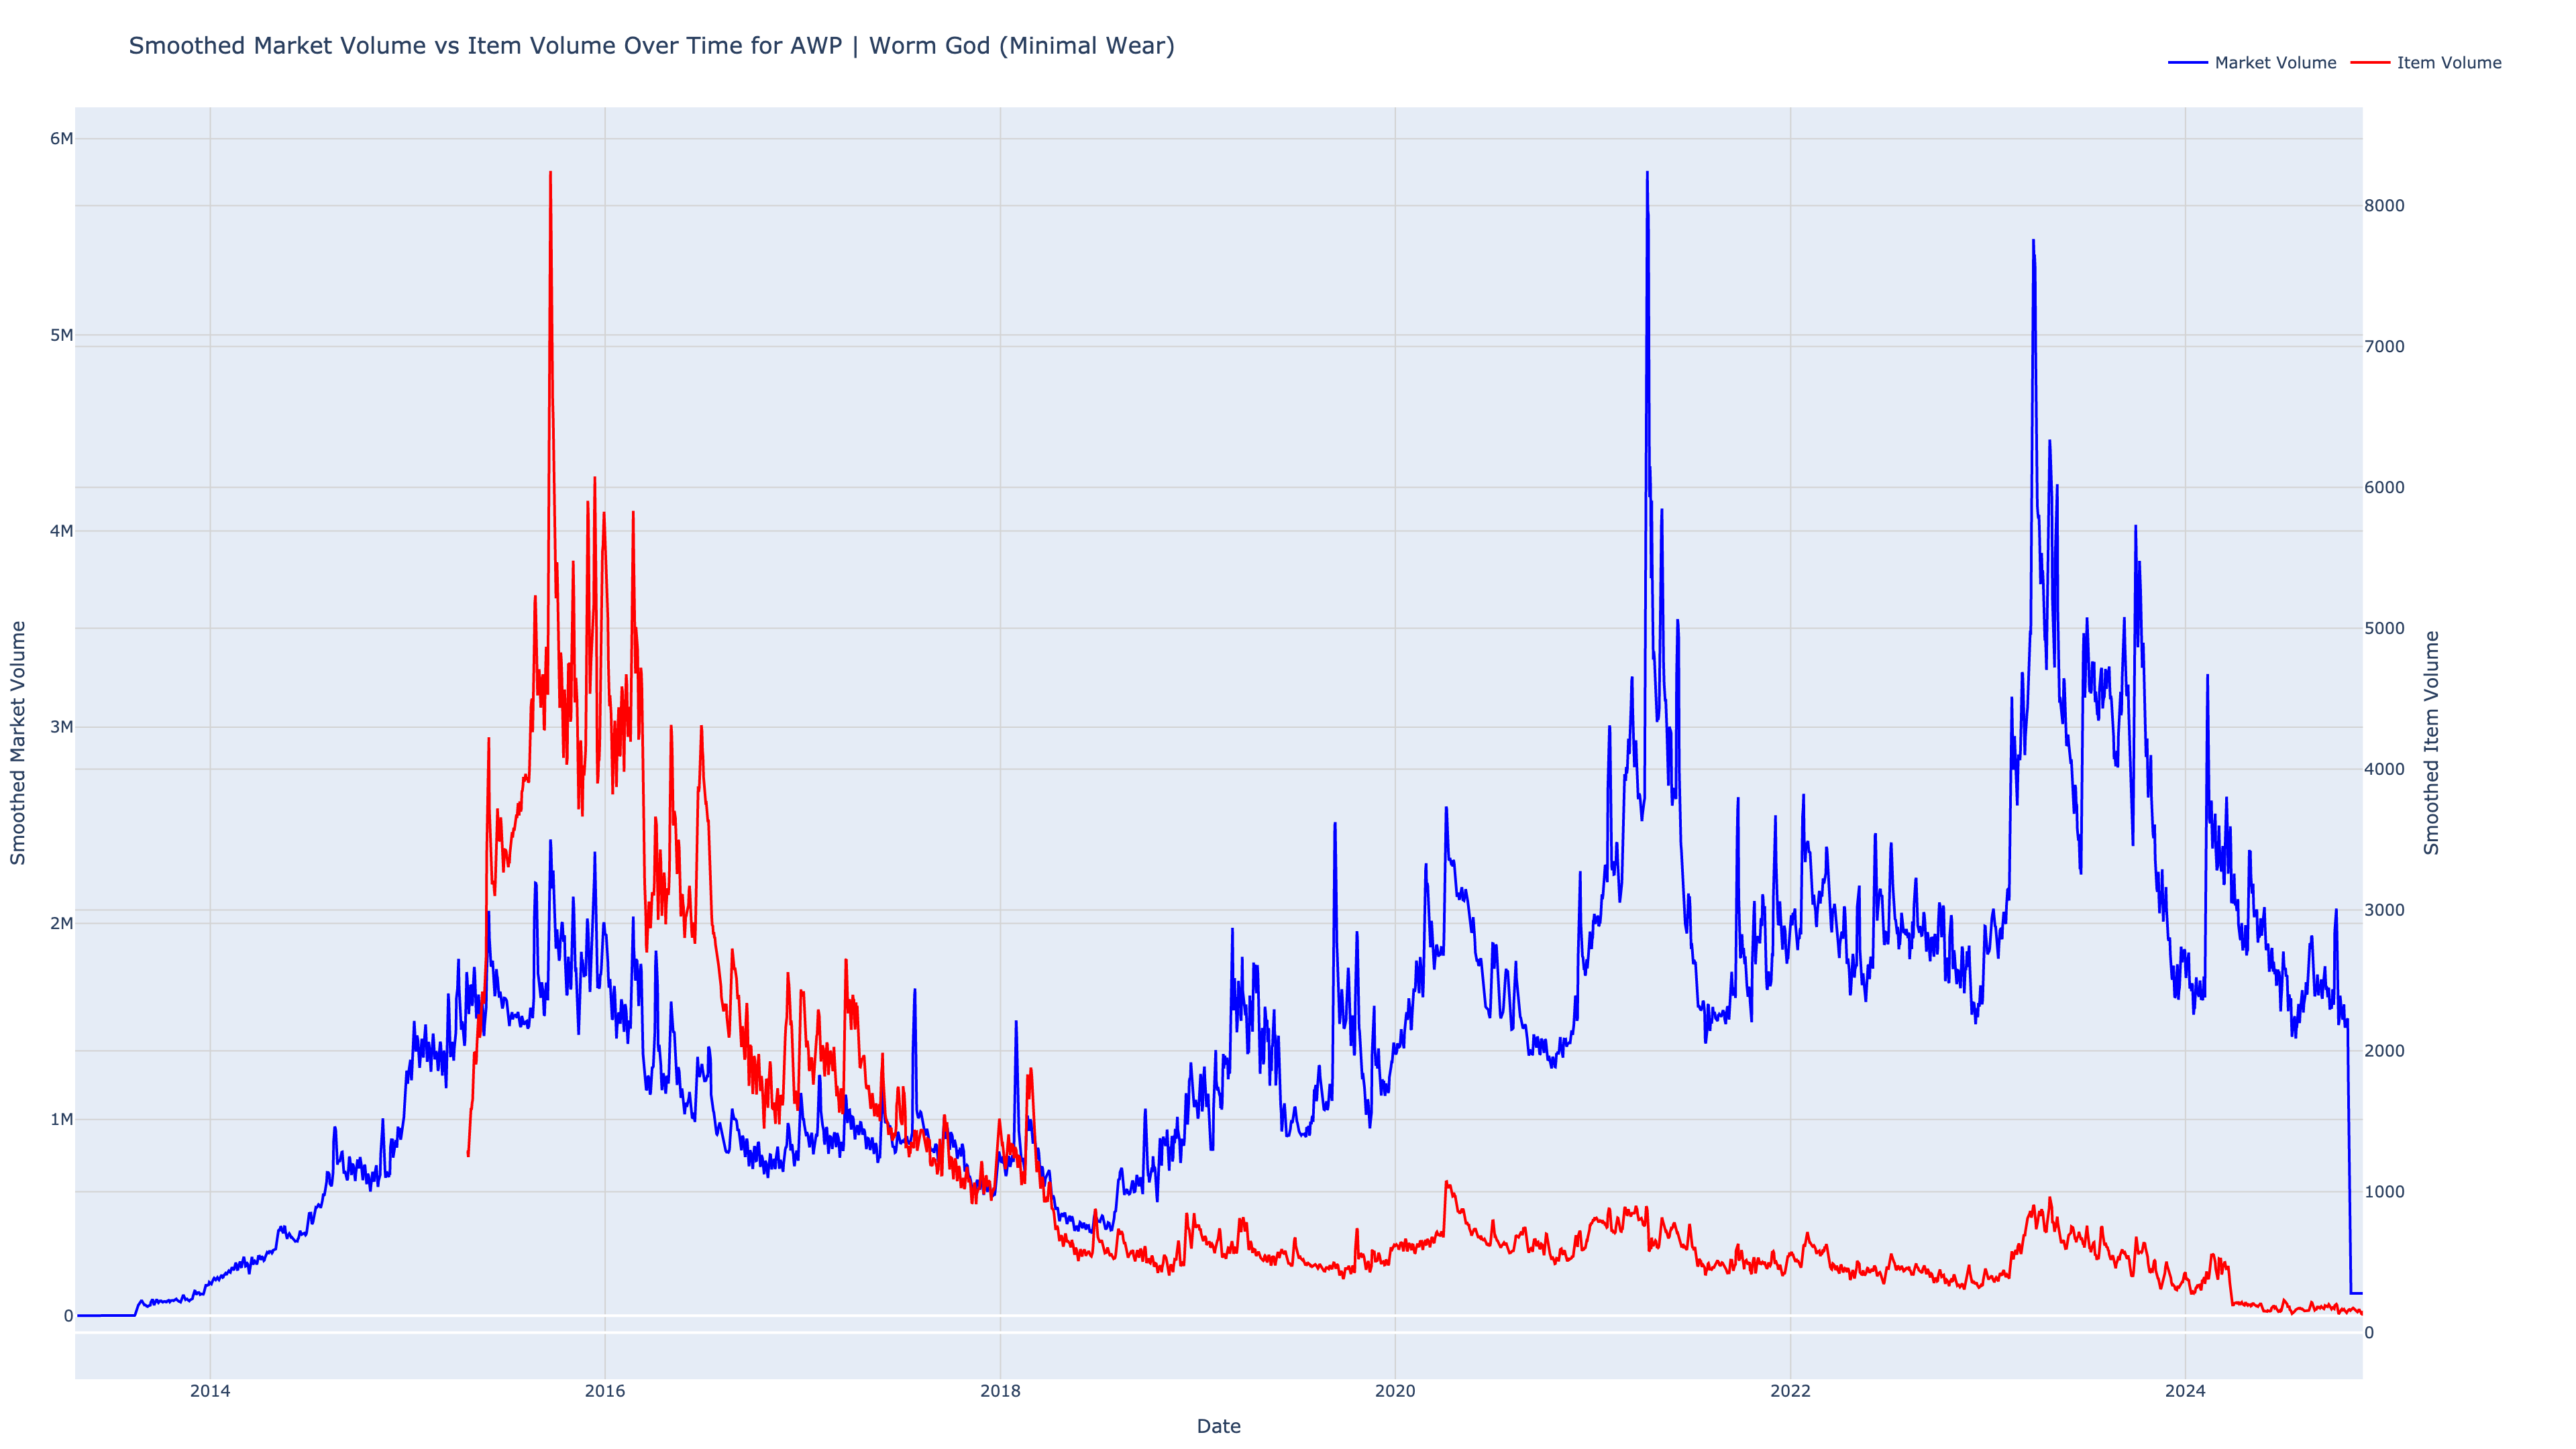 Smoothed Market Volume vs Item Volume Over Time for AWP | Worm God (Minimal Wear)
Market Volume
Item Volume
6M
5M
4M
3M
2M
1M
0
Smoothed Market Volume
8000
7000
6000
5000
4000
3000
2000
1000
0
Smoothed Item Volume
2014
2016
2018
2020
2022
2024
Date